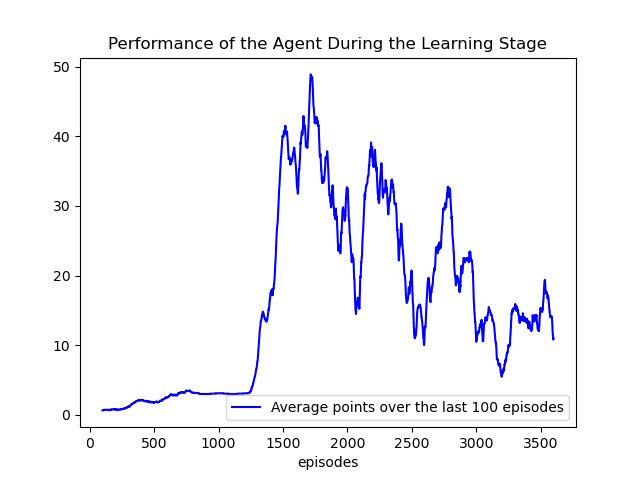 Performance of the Agent During the Learning Stage
50
40
30
20
10
0
Average points over the last 100 episodes
0 500 1000 1500 2000 2500 3000 3500
episodes